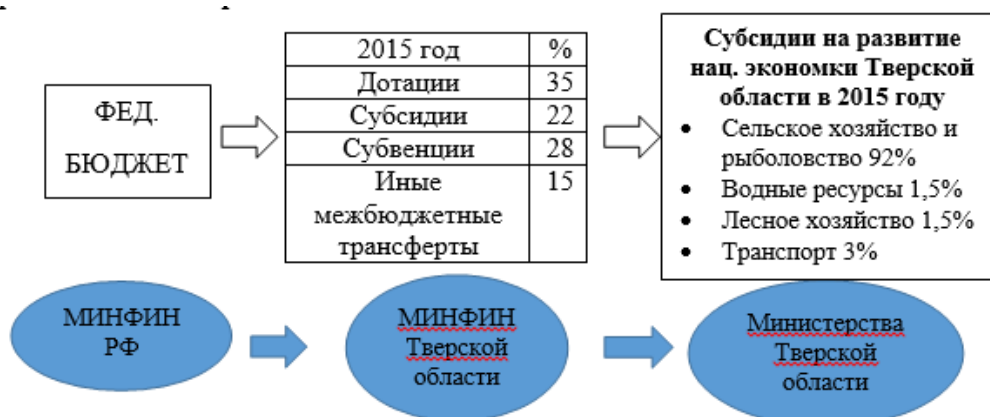 ФЕД.
БЮДЖЕТ
2015 год %
Дотации 35
Субсидии 22
Субвенции 28
Иные 15
межбюджетные
трансферты
Субсидии на развитие
нац. экономки Тверской
области в 2015 году
• Сельское хозяйство и
рыболовство 92%
• Водные ресурсы 1,5%
• Лесное хозяйство 1,5%
• Транспорт 3%
МИНФИН
РФ
МИНФИН
Тверской
области
Министерства
Тверской
области